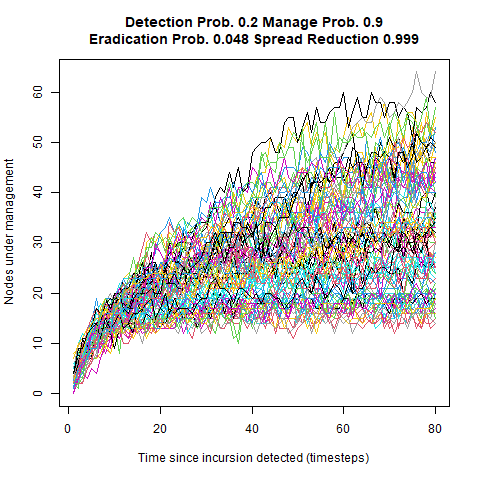 Detection Prob. 0.2 Manage Prob. 0.9
Eradication Prob. 0.048 Spread Reduction 0.999
Nodes under management
60
50
40
30
20
10
0
0 20 40 60 80
Time since incursion detected (timesteps)